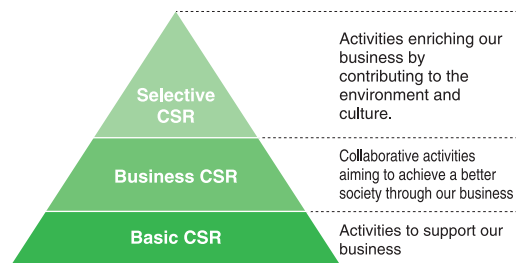 Selective
CSR
Activities enriching our
business by
contributing to the
environment and
culture.
Business CSR
Collaborative activities
aiming to achieve a better
society through our business
Basic CSR
Activities to support our
business